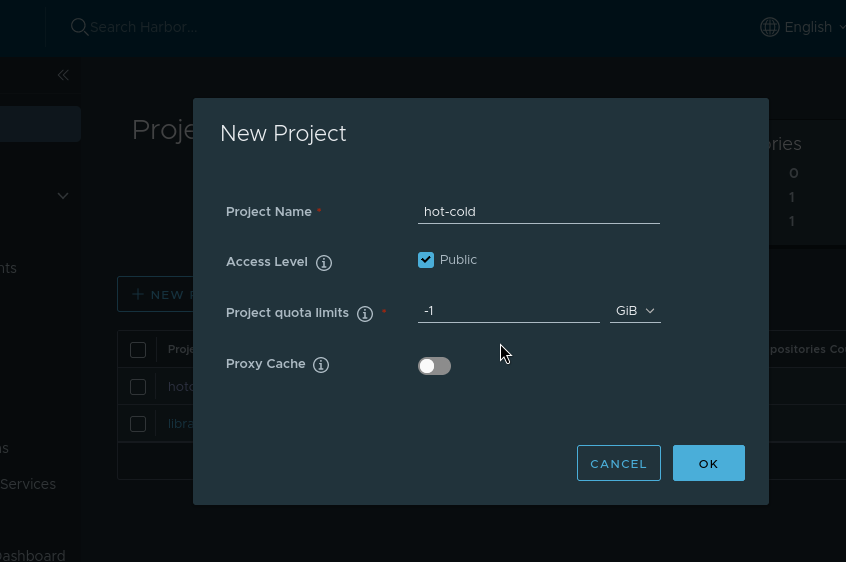 Search Harbor...
English
Proje
ories
0
1
1
New Project
Project Name *
hot-cold
Access Level
Public
Project quota limits *
-1
GiB
Proxy Cache
CANCEL
OK
nts
+ NEW P
Proje
positories Co
hotc
libra
ns
Services
Dashboard